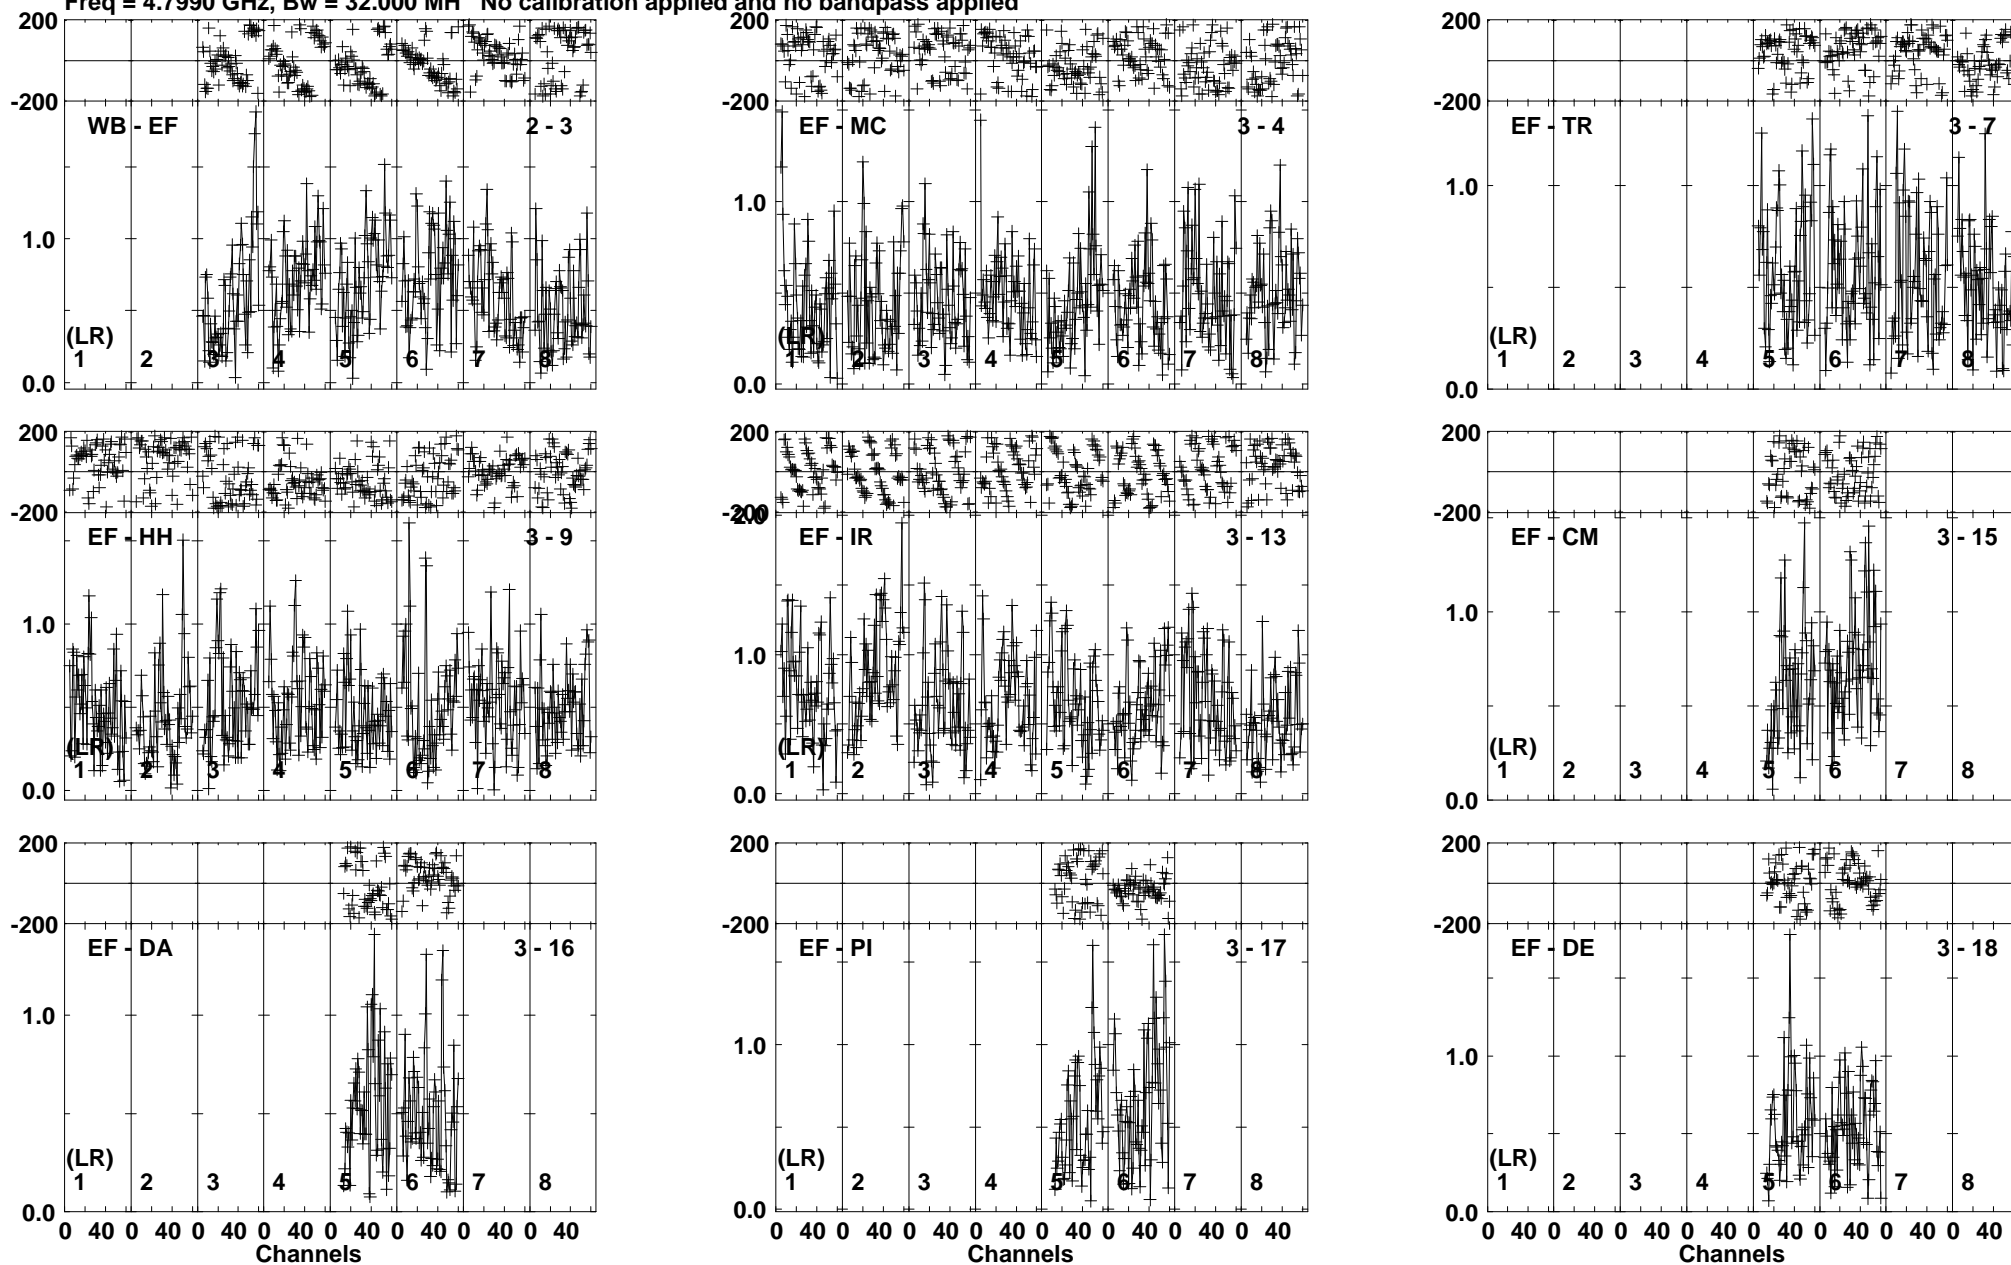 Freq = 4.7990 GHz, Bw = 32.000 MH No calibration applied and no bandpass applied
200 200 200
-200 -200 -200
WB - EF 2 - 3 EF - MC 3 - 4 EF - TR 3 - 7
1.0 1.0 1.0
(LR) (LR) (LR)
1 2 3 4 5 6 7 8 1 2 3 4 5 6 7 8 1 2 3 4 5 6 7 8
0.0 0.0 0.0
200 200 200
-200 -200 -200
2.0
EF - HH 3 - 9 EF - IR 3 - 13 EF - CM 3 - 15
1.0 1.0 1.0
(LR) (LR) (LR)
1 2 3 4 5 6 7 8 1 2 3 4 5 6 7 8 1 2 3 4 5 6 7 8
0.0 0.0 0.0
200 200 200
-200 -200 -200
EF - DA 3 - 16 EF - PI 3 - 17 EF - DE 3 - 18
1.0 1.0 1.0
(LR) (LR) (LR)
1 2 3 4 5 6 7 8 1 2 3 4 5 6 7 8 1 2 3 4 5 6 7 8
0.0 0.0 0.0
0 40 0 40 0 40 0 40 0 40 0 40 0 40 0 40 0 40 0 40 0 40 0 40 0 40 0 40 0 40 0 40 0 40 0 40 0 40 0 40 0 40 0 40 0 40 0 40
Channels Channels Channels